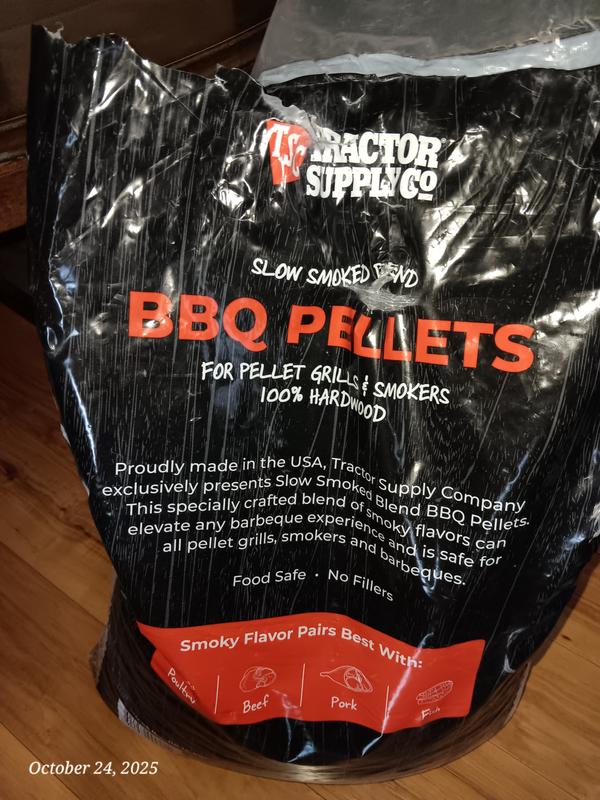 TSC TRACTOR
SUPPLY CO
SLOW SMOKED BLEND
BBQ PELLETS
FOR PELLET GRILLS & SMOKERS
100% HARDWOOD
Proudly made in the USA, Tractor Supply Company
exclusively presents Slow Smoked Blend BBQ Pellets.
This specially crafted blend of smoky flavors can
elevate any barbeque experience and is safe for
all pellet grills, smokers and barbeques.
Food Safe • No Fillers
Smoky Flavor Pairs Best With:
Poultry Beef Pork Fish
October 24, 2025